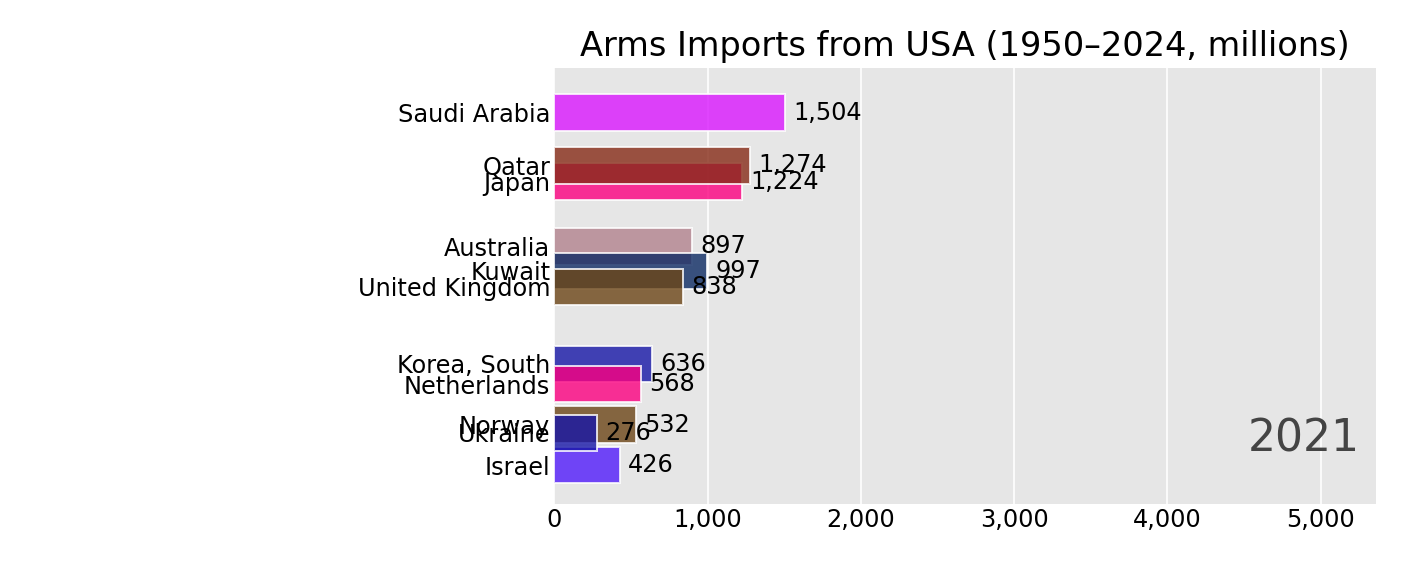 Arms Imports from USA (1950–2024, millions)
Saudi Arabia 1,504
Qatar 1,274
Japan 1,224
Australia 897
Kuwait 997
United Kingdom 838
Korea, South 636
Netherlands 568
Norway 532
Ukraine 276
Israel 426
2021
0 1,000 2,000 3,000 4,000 5,000